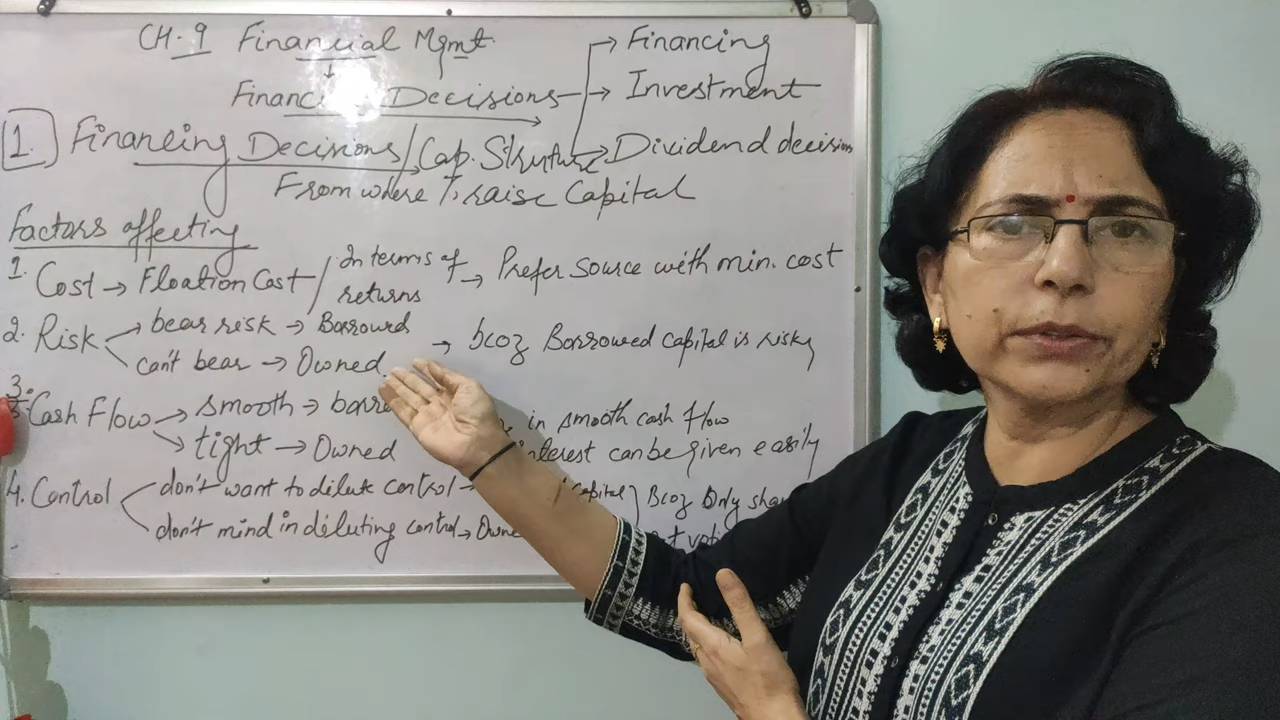 CH.9 Financial Mgmt.
Financ Decisions → Financing
→ Investment
→ Dividend decision
1. Financing Decisions/Cap. Struture
From where To raise Capital
Factors affecting
1. Cost → Floation Cost / In terms of returns → Prefer source with min. cost
2. Risk → bear risk → Borrowed
can't bear → Owned → bcoz Borrowed capital is risky
3. Cash Flow → smooth → borr
in smooth cash flow
→ tight → Owned
interest can be given easily
4. Control don't want to dilute control → Capital } Bcoz Only sha
don't mind in diluting control → Owne